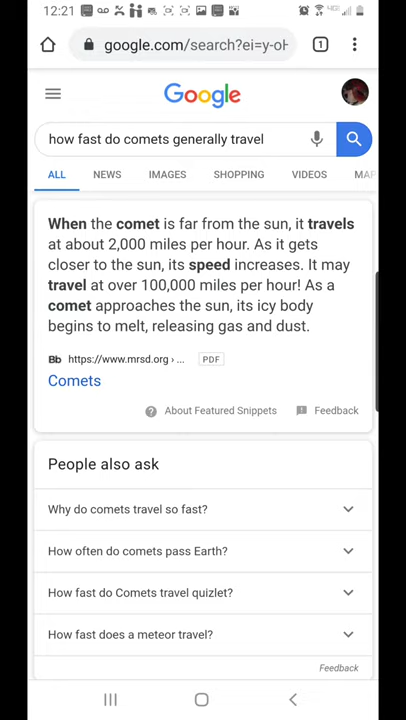 12:21
google.com/search?ei=y-oH
1
Google
how fast do comets generally travel
ALL NEWS IMAGES SHOPPING VIDEOS MAP
When the comet is far from the sun, it travels
at about 2,000 miles per hour. As it gets
closer to the sun, its speed increases. It may
travel at over 100,000 miles per hour! As a
comet approaches the sun, its icy body
begins to melt, releasing gas and dust.
Bb https://www.mrsd.org › ... PDF
Comets
About Featured Snippets Feedback
People also ask
Why do comets travel so fast?
How often do comets pass Earth?
How fast do Comets travel quizlet?
How fast does a meteor travel?
Feedback